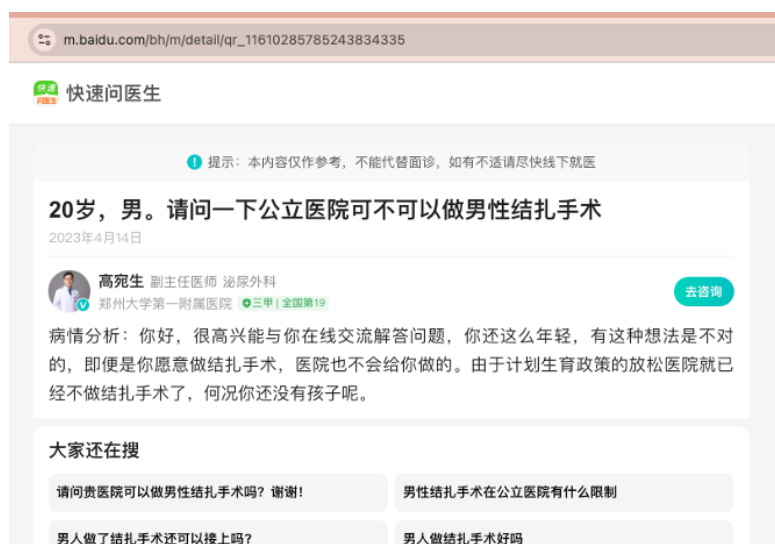 m.baidu.com/bh/m/detail/qr_11610285785243834335
快速问医生
提示：本内容仅作参考，不能代替面诊，如有不适请尽快线下就医
20岁，男。请问一下公立医院可不可以做男性结扎手术
2023年4月14日
高宛生 副主任医师 泌尿外科
郑州大学第一附属医院 三甲 | 全国第19
去咨询
病情分析：你好，很高兴能与你在线交流解答问题，你还这么年轻，有这种想法是不对
的，即便是你愿意做结扎手术，医院也不会给你做的。由于计划生育政策的放松医院就已
经不做结扎手术了，何况你还没有孩子呢。
大家还在搜
请问贵医院可以做男性结扎手术吗？谢谢！
男性结扎手术在公立医院有什么限制
男人做了结扎手术还可以接上吗？
男人做结扎手术好吗